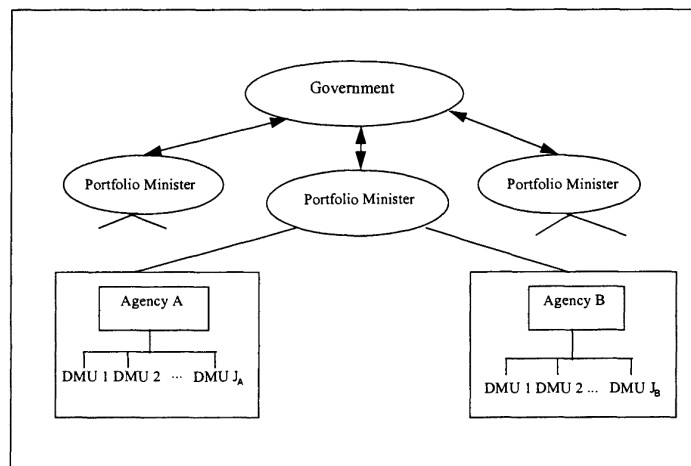 Government
Portfolio Minister
Portfolio Minister
Portfolio Minister
Agency A
DMU 1 DMU 2 ... DMU J_A
Agency B
DMU 1 DMU 2 ... DMU J_B